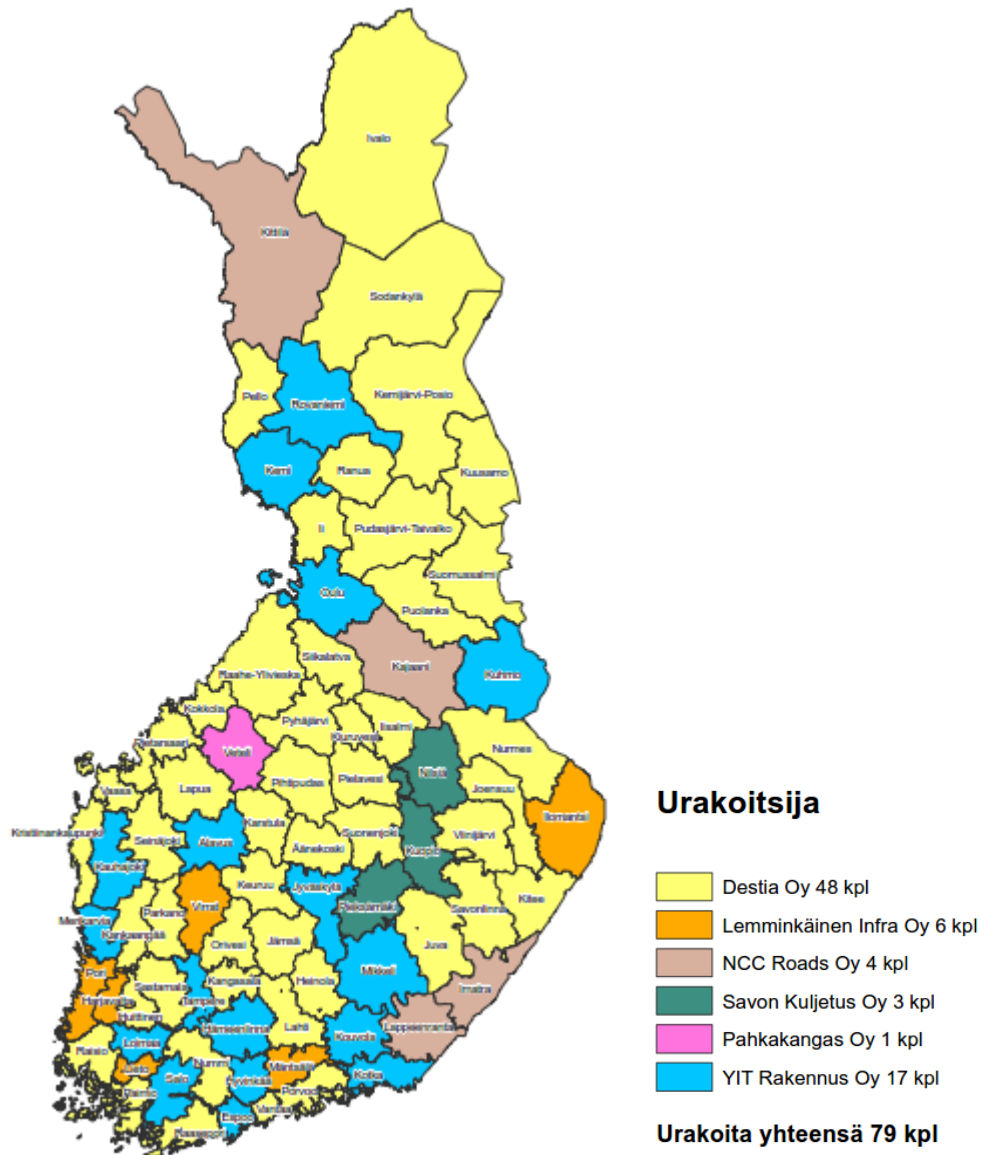 Ivalo
Kittilä
Sodankylä
Pello
Rovaniemi
Kemijärvi-Posio
Kemi
Ranua
Kuusamo
Ii
Pudasjärvi-Taivalko
Suomussalmi
Oulu
Puolanka
Siikalatva
Kajaani
Kuhmo
Raahe-Ylivieska
Kokkola
Pyhäjärvi
Iisalmi
Kiuruvesi
Pietarsaari
Veteli
Nurmes
Nilsiä
Pihtipudas
Pielavesi
Vaasa
Lapua
Joensuu
Ilomantsi
Kristiinankaupunki
Karstula
Seinäjoki
Alavus
Suonenjoki
Viinijärvi
Äänekoski
Kuopio
Kauhajoki
Keuruu
Jyväskylä
Kitee
Virrat
Pieksämäki
Savonlinna
Parkano
Merikarvia
Kankaanpää
Orivesi
Jämsä
Juva
Mikkeli
Pori
Sastamala
Kangasala
Heinola
Imatra
Harjavalta
Tampere
Huittinen
Hämeenlinna
Lahti
Lappeenranta
Loimaa
Kouvola
Raisio
Nummi
Mäntsälä
Lieto
Salo
Hyvinkää
Kotka
Paimio
Porvoo
Vantaa
Espoo
Raasepori
Urakoitsija
Destia Oy 48 kpl
Lemminkäinen Infra Oy 6 kpl
NCC Roads Oy 4 kpl
Savon Kuljetus Oy 3 kpl
Pahkakangas Oy 1 kpl
YIT Rakennus Oy 17 kpl
Urakoita yhteensä 79 kpl